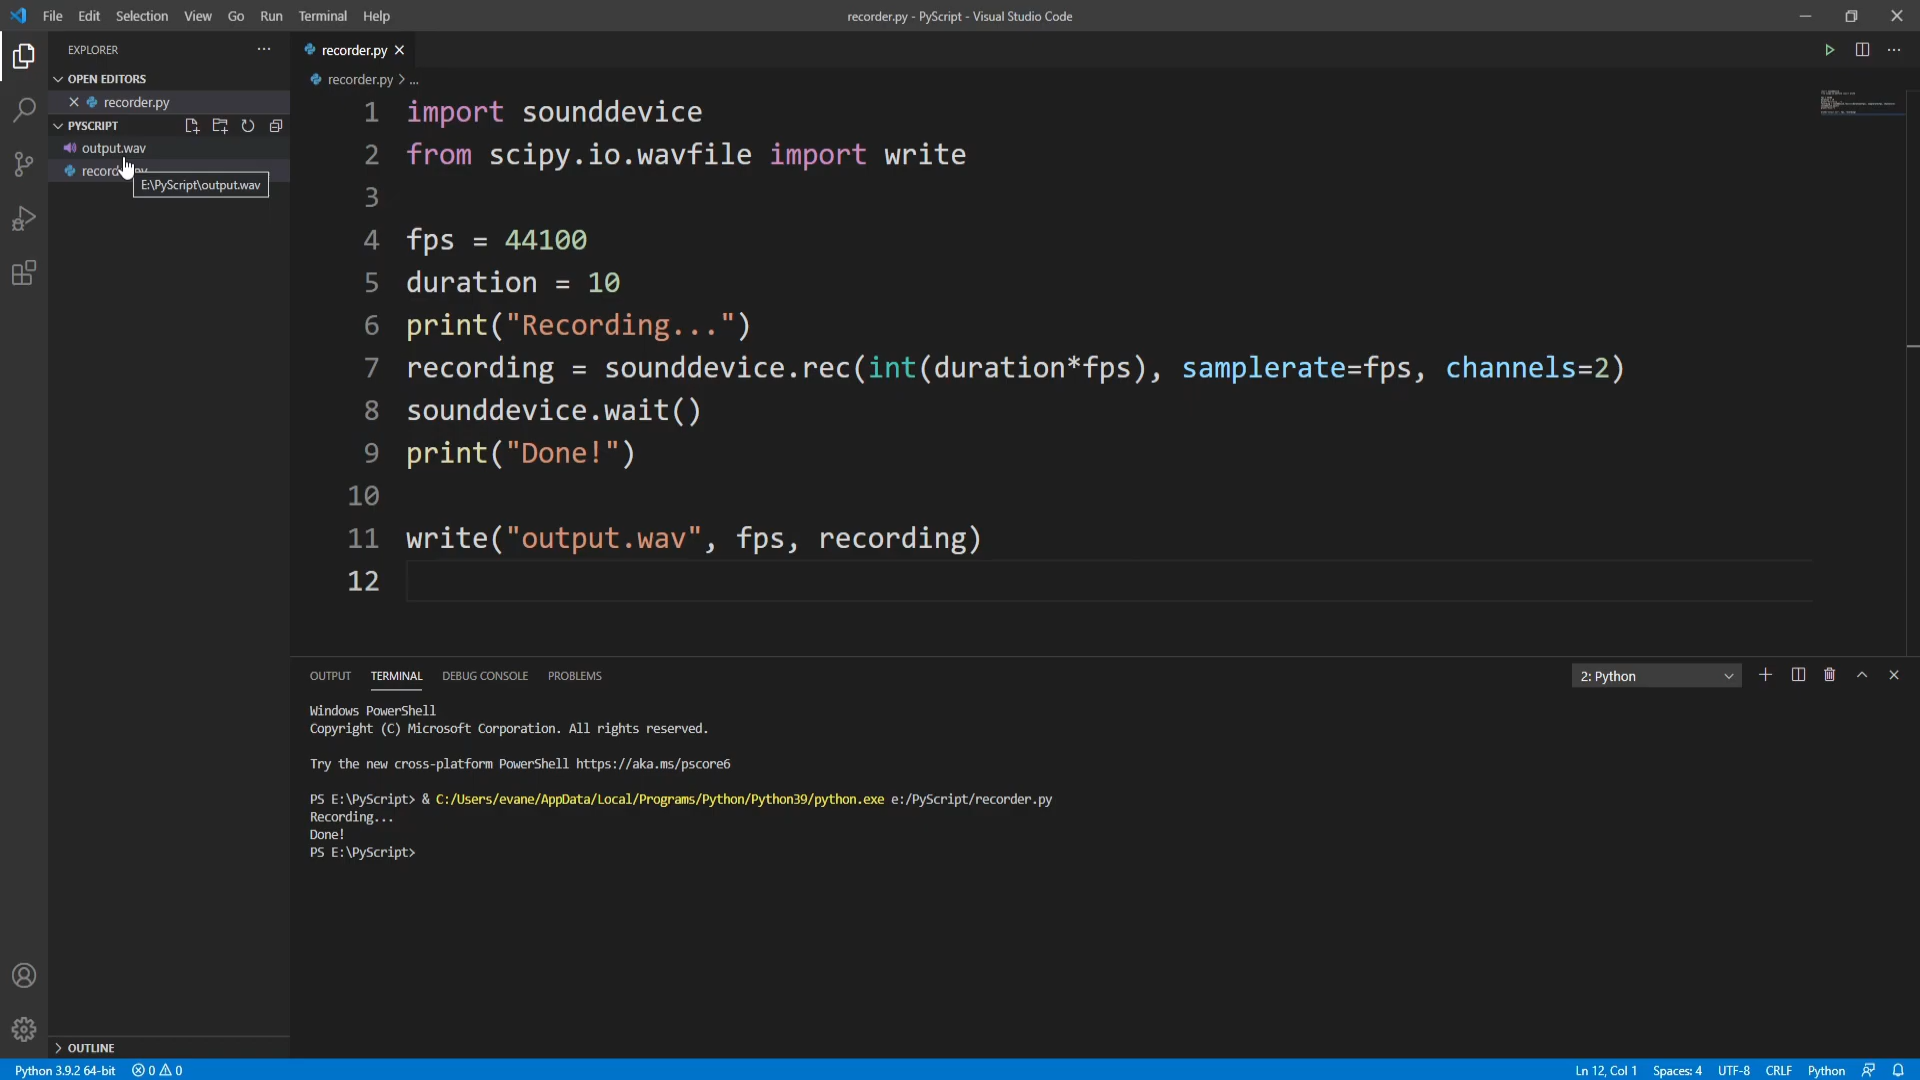 File Edit Selection View Go Run Terminal Help
recorder.py - PyScript - Visual Studio Code
EXPLORER
OPEN EDITORS
recorder.py
PYSCRIPT
output.wav
E:\PyScript\output.wav
recorder.py
recorder.py > ...
1 import sounddevice
2 from scipy.io.wavfile import write
3
4 fps = 44100
5 duration = 10
6 print("Recording...")
7 recording = sounddevice.rec(int(duration*fps), samplerate=fps, channels=2)
8 sounddevice.wait()
9 print("Done!")
10
11 write("output.wav", fps, recording)
12
OUTPUT TERMINAL DEBUG CONSOLE PROBLEMS
2: Python
Windows PowerShell
Copyright (C) Microsoft Corporation. All rights reserved.
Try the new cross-platform PowerShell https://aka.ms/pscore6
PS E:\PyScript> & C:/Users/evane/AppData/Local/Programs/Python/Python39/python.exe e:/PyScript/recorder.py
Recording...
Done!
PS E:\PyScript>
OUTLINE
Python 3.9.2 64-bit 0 0
Ln 12, Col 1 Spaces: 4 UTF-8 CRLF Python